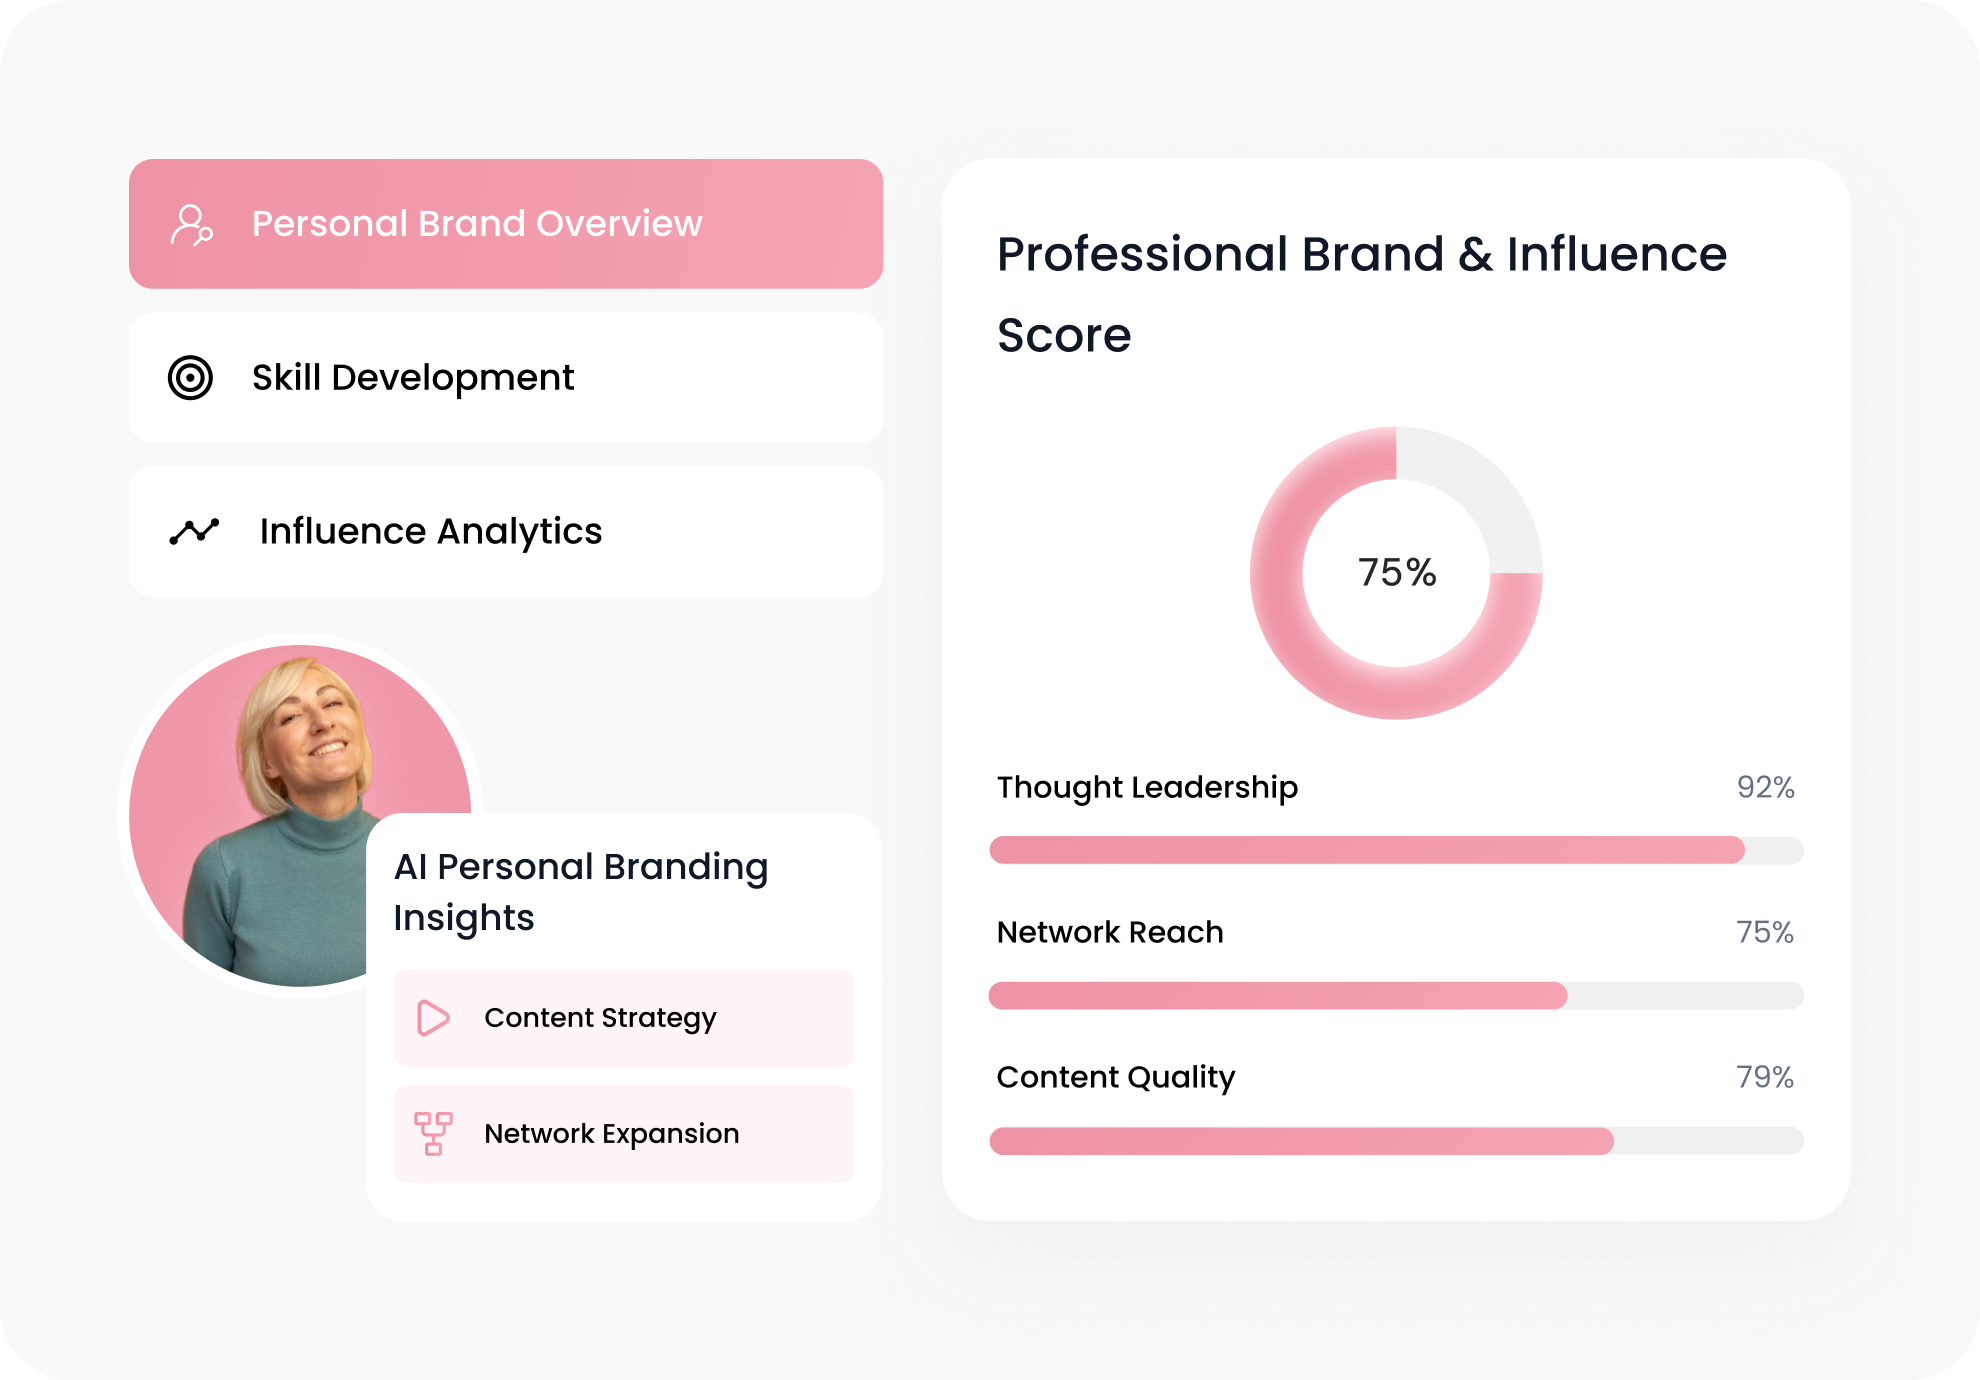 Personal Brand Overview
Skill Development
Influence Analytics
AI Personal Branding
Insights
Content Strategy
Network Expansion
Professional Brand & Influence
Score
75%
Thought Leadership 92%
Network Reach 75%
Content Quality 79%